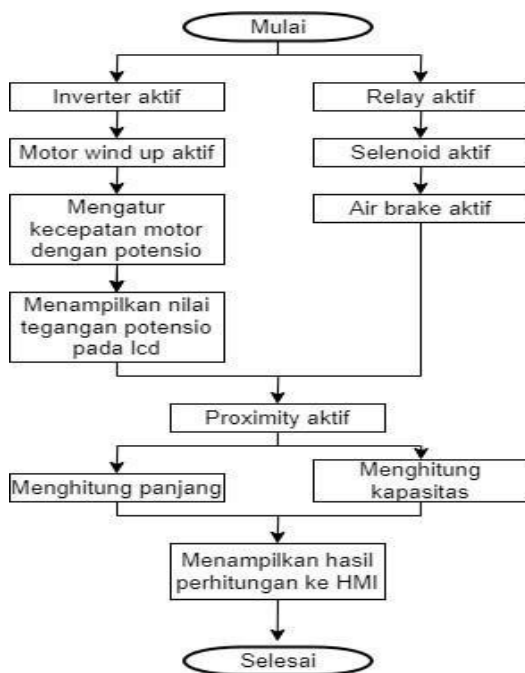 Mulai
Inverter aktif
Relay aktif
Motor wind up aktif
Selenoid aktif
Mengatur
kecepatan motor
dengan potensio
Air brake aktif
Menampilkan nilai
tegangan potensio
pada lcd
Proximity aktif
Menghitung panjang
Menghitung
kapasitas
Menampilkan hasil
perhitungan ke HMI
Selesai